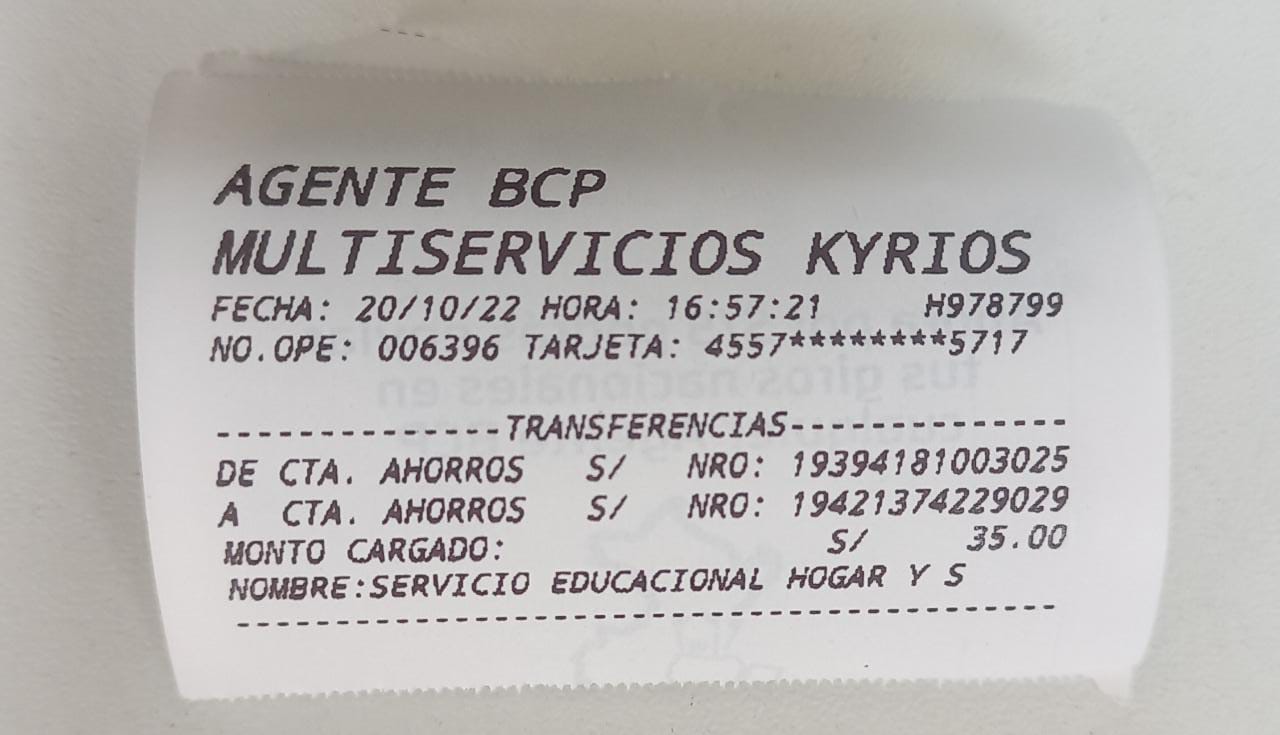 AGENTE BCP
MULTISERVICIOS KYRIOS
FECHA: 20/10/22 HORA: 16:57:21 H978799
NO.OPE: 006396 TARJETA: 4557********5717
--------------TRANSFERENCIAS--------------
DE CTA. AHORROS S/ NRO: 19394181003025
A CTA. AHORROS S/ NRO: 19421374229029
MONTO CARGADO: S/ 35.00
NOMBRE:SERVICIO EDUCACIONAL HOGAR Y S
------------------------------------------